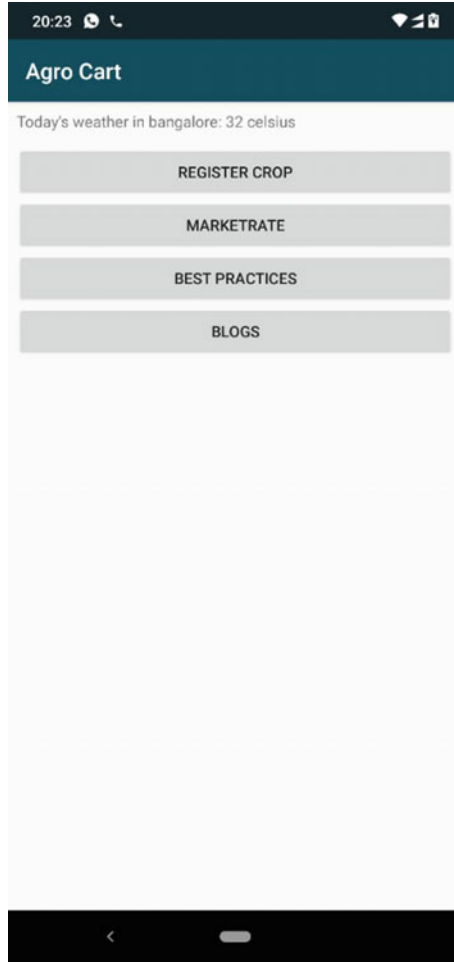 20:23
Agro Cart
Today's weather in bangalore: 32 celsius
REGISTER CROP
MARKETRATE
BEST PRACTICES
BLOGS